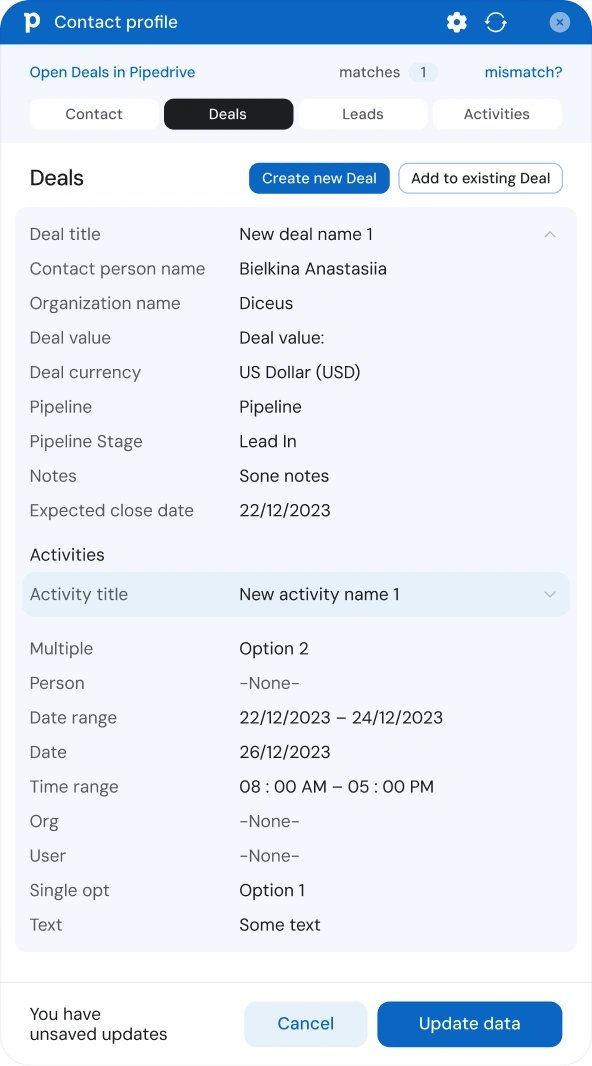 p Contact profile
Open Deals in Pipedrive matches 1 mismatch?
Contact Deals Leads Activities
Deals Create new Deal Add to existing Deal
Deal title New deal name 1
Contact person name Bielkina Anastasiia
Organization name Diceus
Deal value Deal value:
Deal currency US Dollar (USD)
Pipeline Pipeline
Pipeline Stage Lead In
Notes Sone notes
Expected close date 22/12/2023
Activities
Activity title New activity name 1
Multiple Option 2
Person -None-
Date range 22/12/2023 – 24/12/2023
Date 26/12/2023
Time range 08 : 00 AM – 05 : 00 PM
Org -None-
User -None-
Single opt Option 1
Text Some text
You have
unsaved updates
Cancel Update data